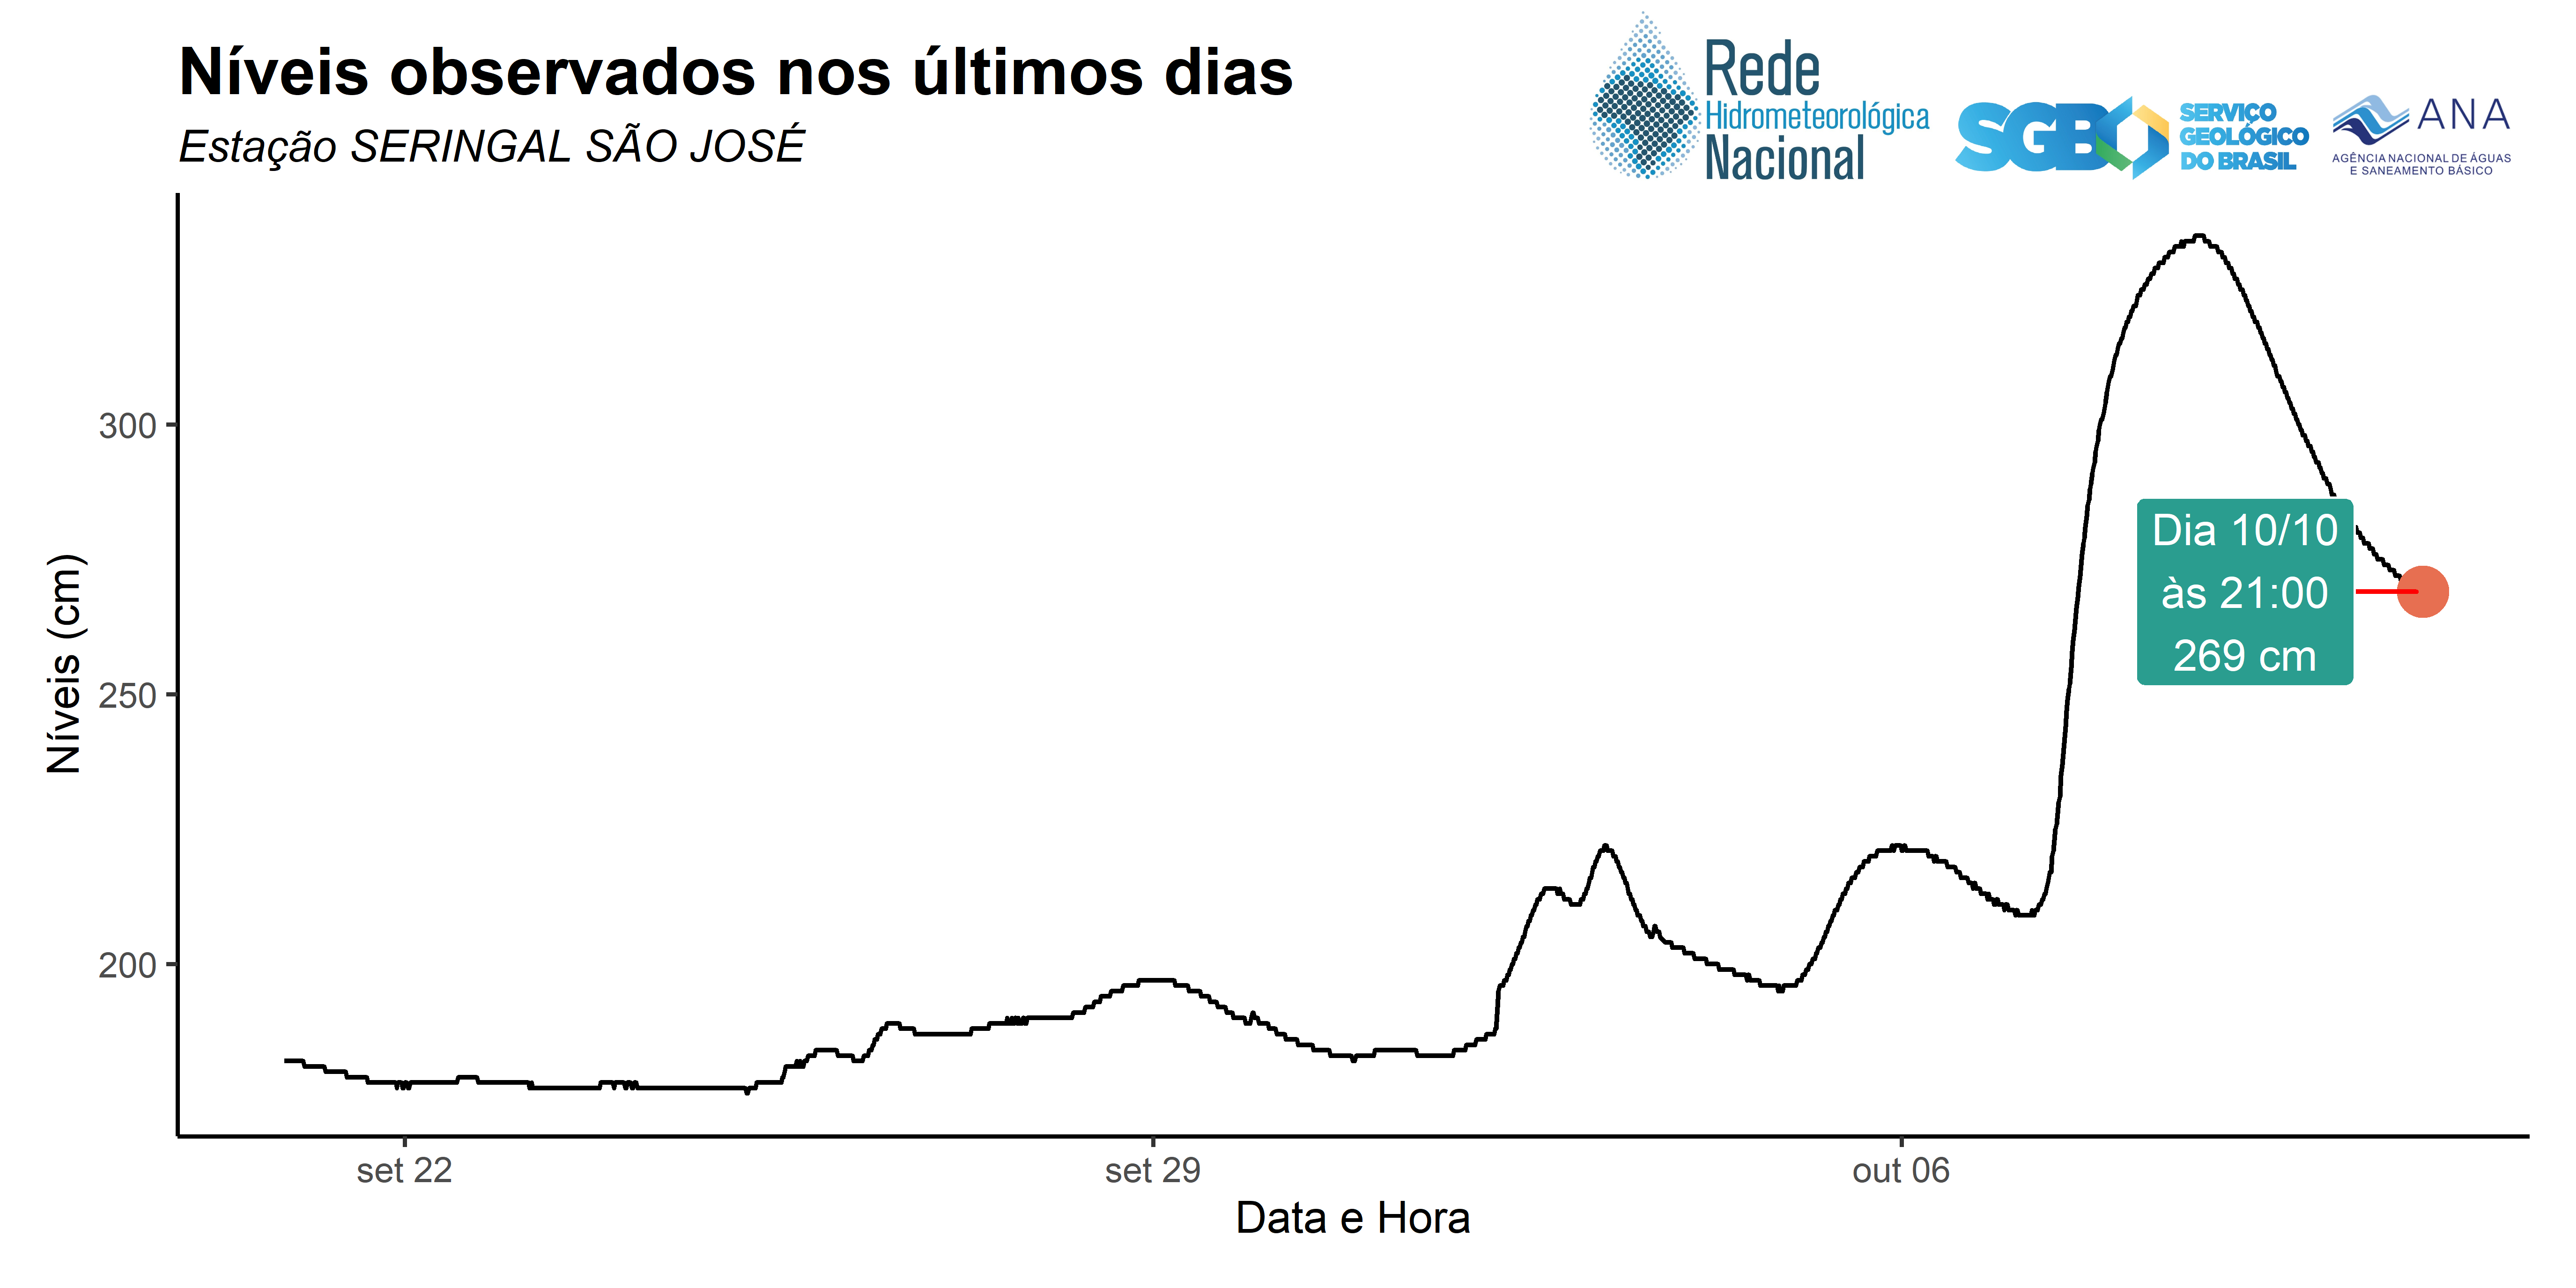 Níveis observados nos últimos dias
Estação SERINGAL SÃO JOSÉ
Rede
Hidrometeorológica
Nacional
SGB
SERVIÇO
GEOLÓGICO
DO BRASIL
ANA
AGÊNCIA NACIONAL DE ÁGUAS
E SANEAMENTO BÁSICO
Níveis (cm)
300
250
200
Dia 10/10
às 21:00
269 cm
set 22
set 29
out 06
Data e Hora